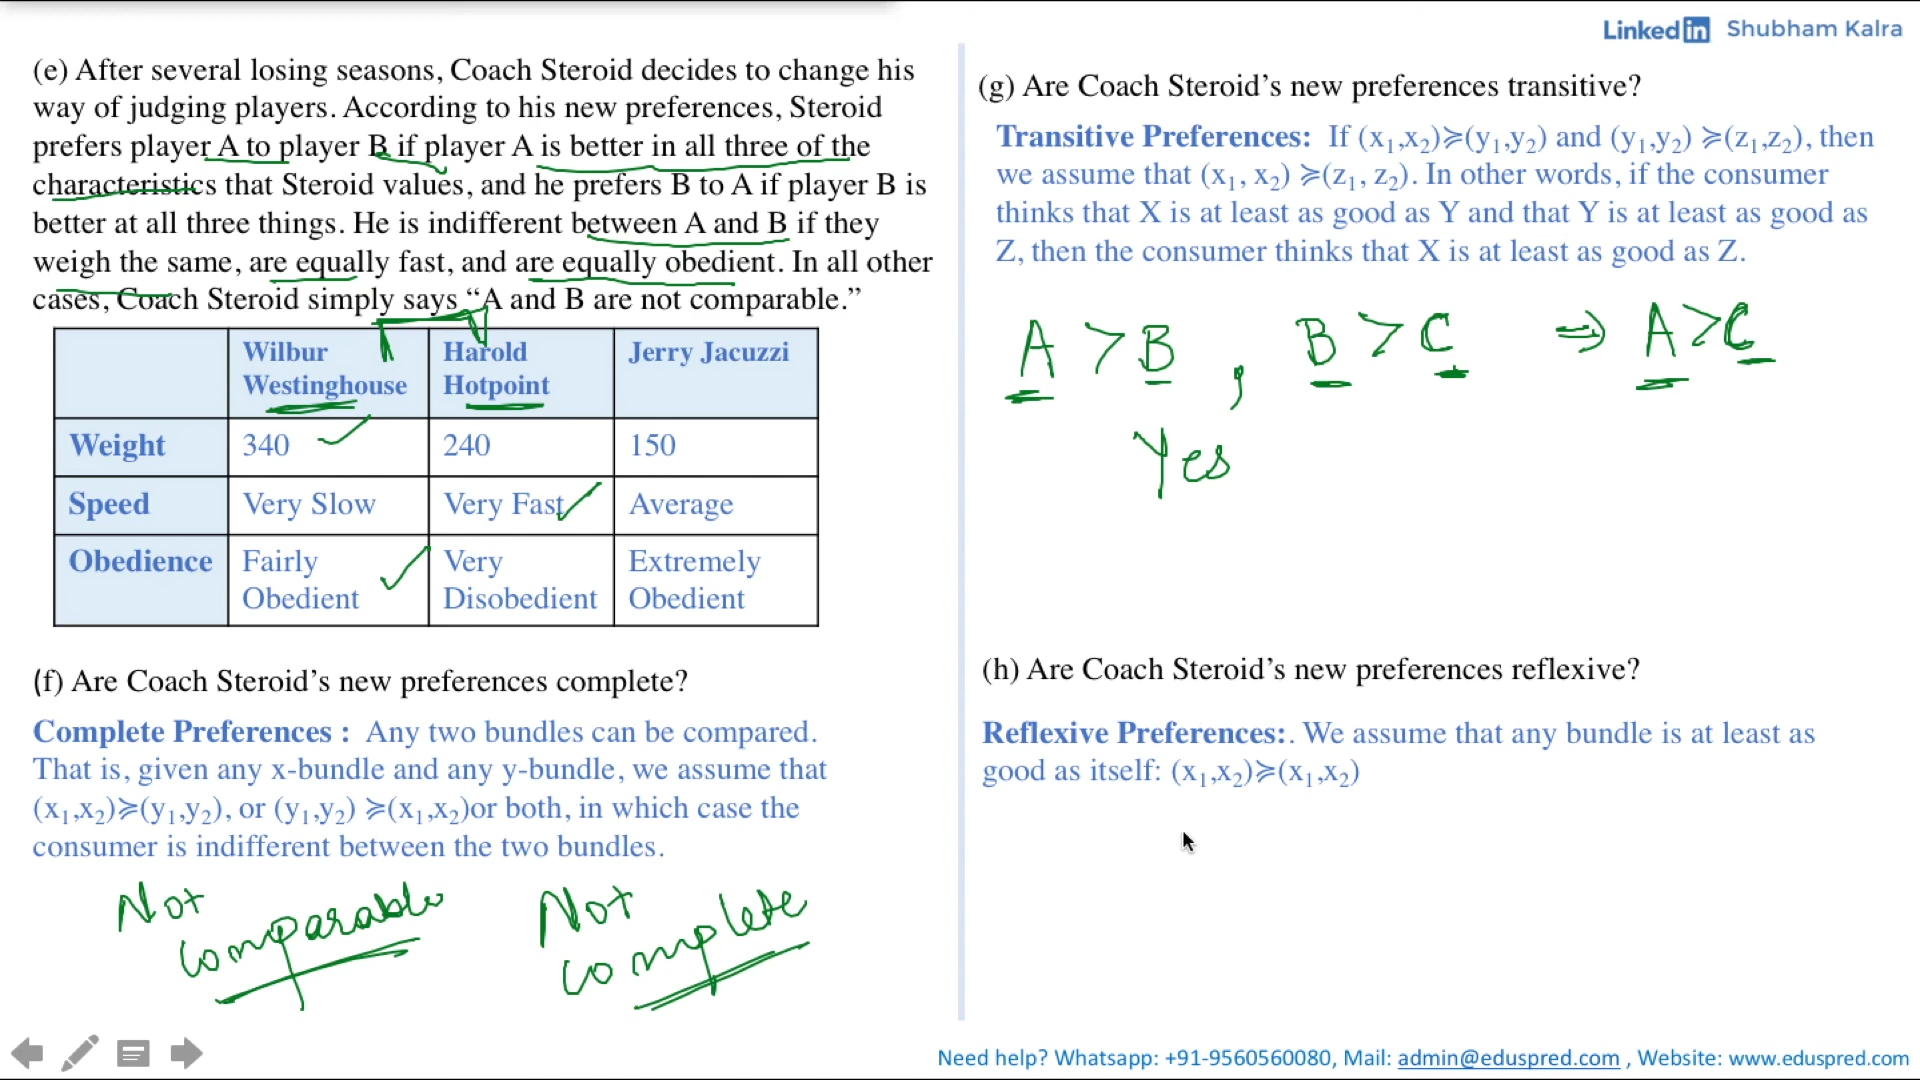 Linked in Shubham Kalra
(e) After several losing seasons, Coach Steroid decides to change his
way of judging players. According to his new preferences, Steroid
prefers player A to player B if player A is better in all three of the
characteristics that Steroid values, and he prefers B to A if player B is
better at all three things. He is indifferent between A and B if they
weigh the same, are equally fast, and are equally obedient. In all other
cases, Coach Steroid simply says “A and B are not comparable.”
Wilbur Westinghouse Harold Hotpoint Jerry Jacuzzi
Weight 340 240 150
Speed Very Slow Very Fast Average
Obedience Fairly Obedient Very Disobedient Extremely Obedient
(f) Are Coach Steroid’s new preferences complete?
Complete Preferences : Any two bundles can be compared.
That is, given any x-bundle and any y-bundle, we assume that
(x₁,x₂)≽(y₁,y₂), or (y₁,y₂) ≽(x₁,x₂)or both, in which case the
consumer is indifferent between the two bundles.
Not comparable
Not complete
(g) Are Coach Steroid’s new preferences transitive?
Transitive Preferences: If (x₁,x₂)≽(y₁,y₂) and (y₁,y₂) ≽(z₁,z₂), then
we assume that (x₁, x₂) ≽(z₁, z₂). In other words, if the consumer
thinks that X is at least as good as Y and that Y is at least as good as
Z, then the consumer thinks that X is at least as good as Z.
A > B , B > C ⇒ A > C
Yes
(h) Are Coach Steroid’s new preferences reflexive?
Reflexive Preferences:. We assume that any bundle is at least as
good as itself: (x₁,x₂)≽(x₁,x₂)
Need help? Whatsapp: +91-9560560080, Mail: admin@eduspred.com , Website: www.eduspred.com